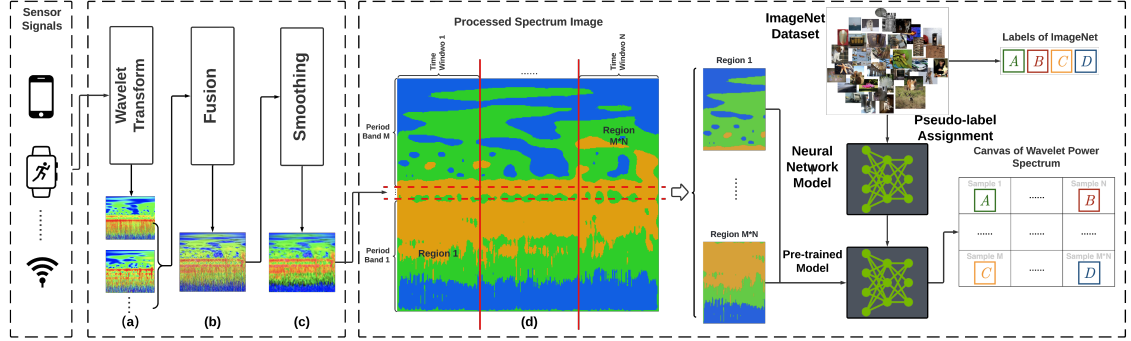 Sensor
Signals
Wavelet
Transform
Fusion
Smoothing
(a)
(b)
(c)
Processed Spectrum Image
Time
Windwo 1
......
Time
Windwo N
Period
Band M
Period
Band 1
Region
M*N
Region 1
(d)
Region 1
Region M*N
ImageNet
Dataset
Labels of ImageNet
A B C D
Pseudo-label
Assignment
Neural
Network
Model
Pre-trained
Model
Canvas of Wavelet Power
Spectrum
Sample 1
A
......
Sample N
B
......
......
......
Sample M
C
......
Sample M*N
D